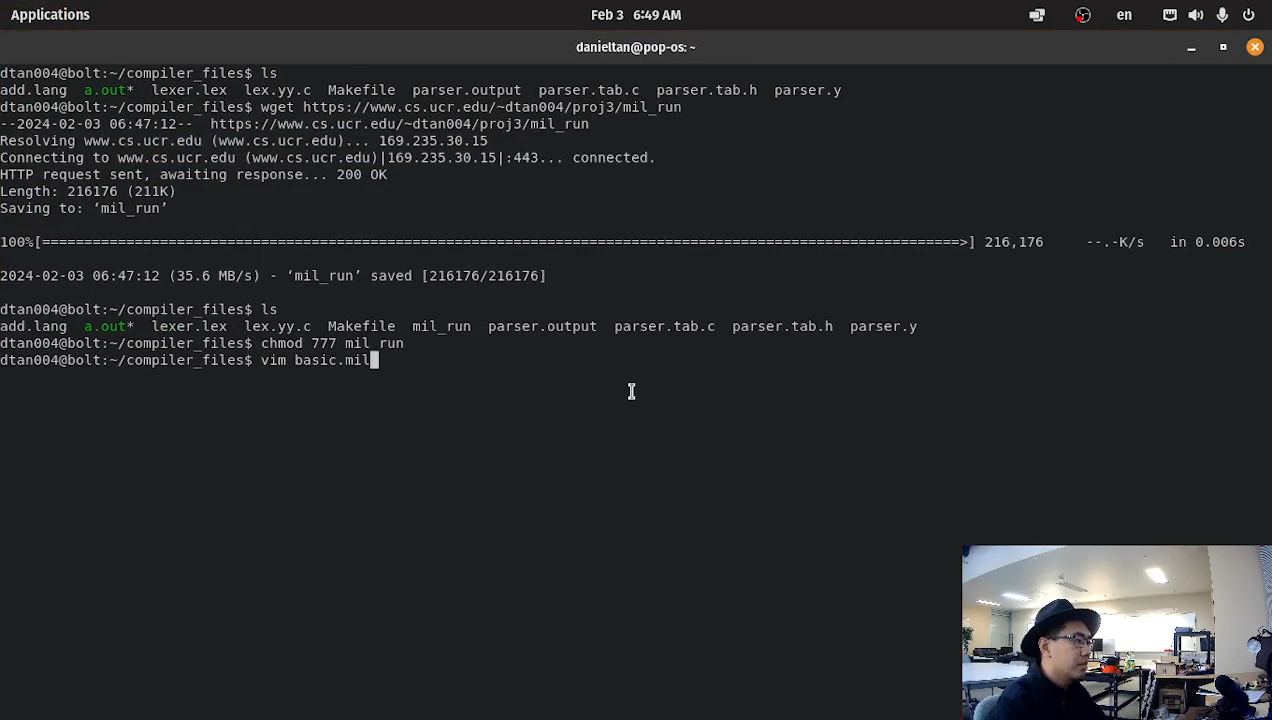 Applications
Feb 3 6:49 AM
en
danieltan@pop-os: ~
dtan004@bolt:~/compiler_files$ ls
add.lang a.out* lexer.lex lex.yy.c Makefile parser.output parser.tab.c parser.tab.h parser.y
dtan004@bolt:~/compiler_files$ wget https://www.cs.ucr.edu/~dtan004/proj3/mil_run
--2024-02-03 06:47:12-- https://www.cs.ucr.edu/~dtan004/proj3/mil_run
Resolving www.cs.ucr.edu (www.cs.ucr.edu)... 169.235.30.15
Connecting to www.cs.ucr.edu (www.cs.ucr.edu)|169.235.30.15|:443... connected.
HTTP request sent, awaiting response... 200 OK
Length: 216176 (211K)
Saving to: ‘mil_run’
100%[======================================================================================================>] 216,176 --.-K/s in 0.006s
2024-02-03 06:47:12 (35.6 MB/s) - ‘mil_run’ saved [216176/216176]
dtan004@bolt:~/compiler_files$ ls
add.lang a.out* lexer.lex lex.yy.c Makefile mil_run parser.output parser.tab.c parser.tab.h parser.y
dtan004@bolt:~/compiler_files$ chmod 777 mil_run
dtan004@bolt:~/compiler_files$ vim basic.mil